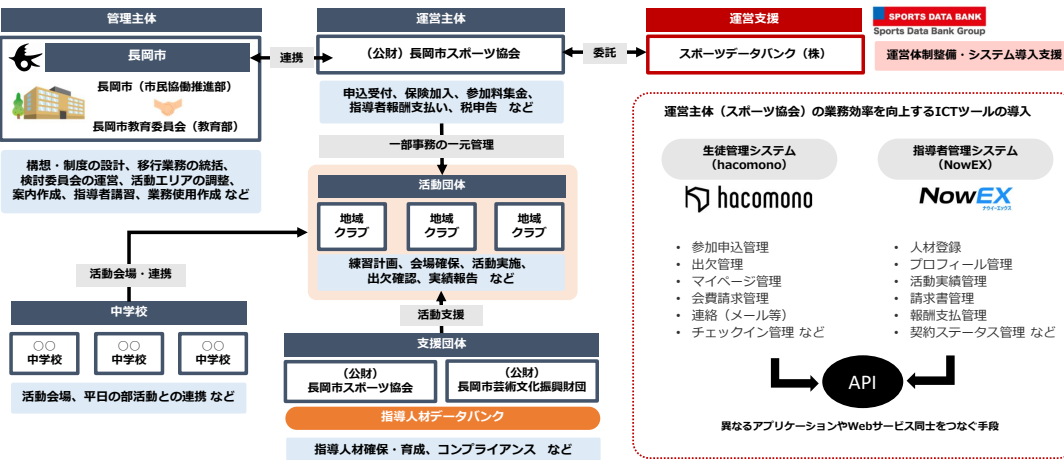 管理主体
長岡市
長岡市（市民協働推進部）
長岡市教育委員会（教育部）
構想・制度の設計、移行業務の統括、
検討委員会の運営、活動エリアの調整、
案内作成、指導者講習、業務使用作成 など
連携
運営主体
（公財）長岡市スポーツ協会
申込受付、保険加入、参加料集金、
指導者報酬支払い、税申告 など
一部事務の一元管理
委託
運営支援
スポーツデータバンク（株）
SPORTS DATA BANK
Sports Data Bank Group
運営体制整備・システム導入支援
活動団体
地域
クラブ
地域
クラブ
地域
クラブ
練習計画、会場確保、活動実施、
出欠確認、実績報告 など
活動会場・連携
中学校
○○
中学校
○○
中学校
○○
中学校
活動会場、平日の部活動との連携 など
活動支援
支援団体
（公財）
長岡市スポーツ協会
（公財）
長岡市芸術文化振興財団
指導人材データバンク
指導人材確保・育成、コンプライアンス など
運営主体（スポーツ協会）の業務効率を向上するICTツールの導入
生徒管理システム
（hacomono）
hacomono
・ 参加申込管理
・ 出欠管理
・ マイページ管理
・ 会費請求管理
・ 連絡（メール等）
・ チェックイン管理 など
指導者管理システム
（NowEX）
NowEX
ナウイーエックス
・ 人材登録
・ プロフィール管理
・ 活動実績管理
・ 請求書管理
・ 報酬支払管理
・ 契約ステータス管理 など
API
異なるアプリケーションやWebサービス同士をつなぐ手段